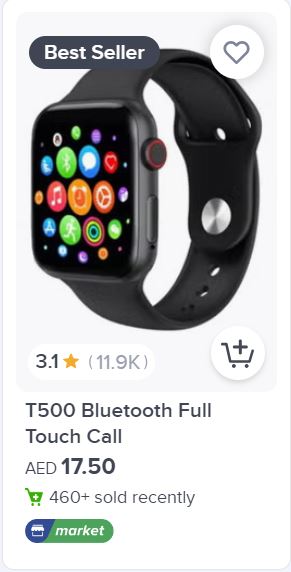 Best Seller
3.1 (11.9K)
T500 Bluetooth Full
Touch Call
AED 17.50
460+ sold recently
market